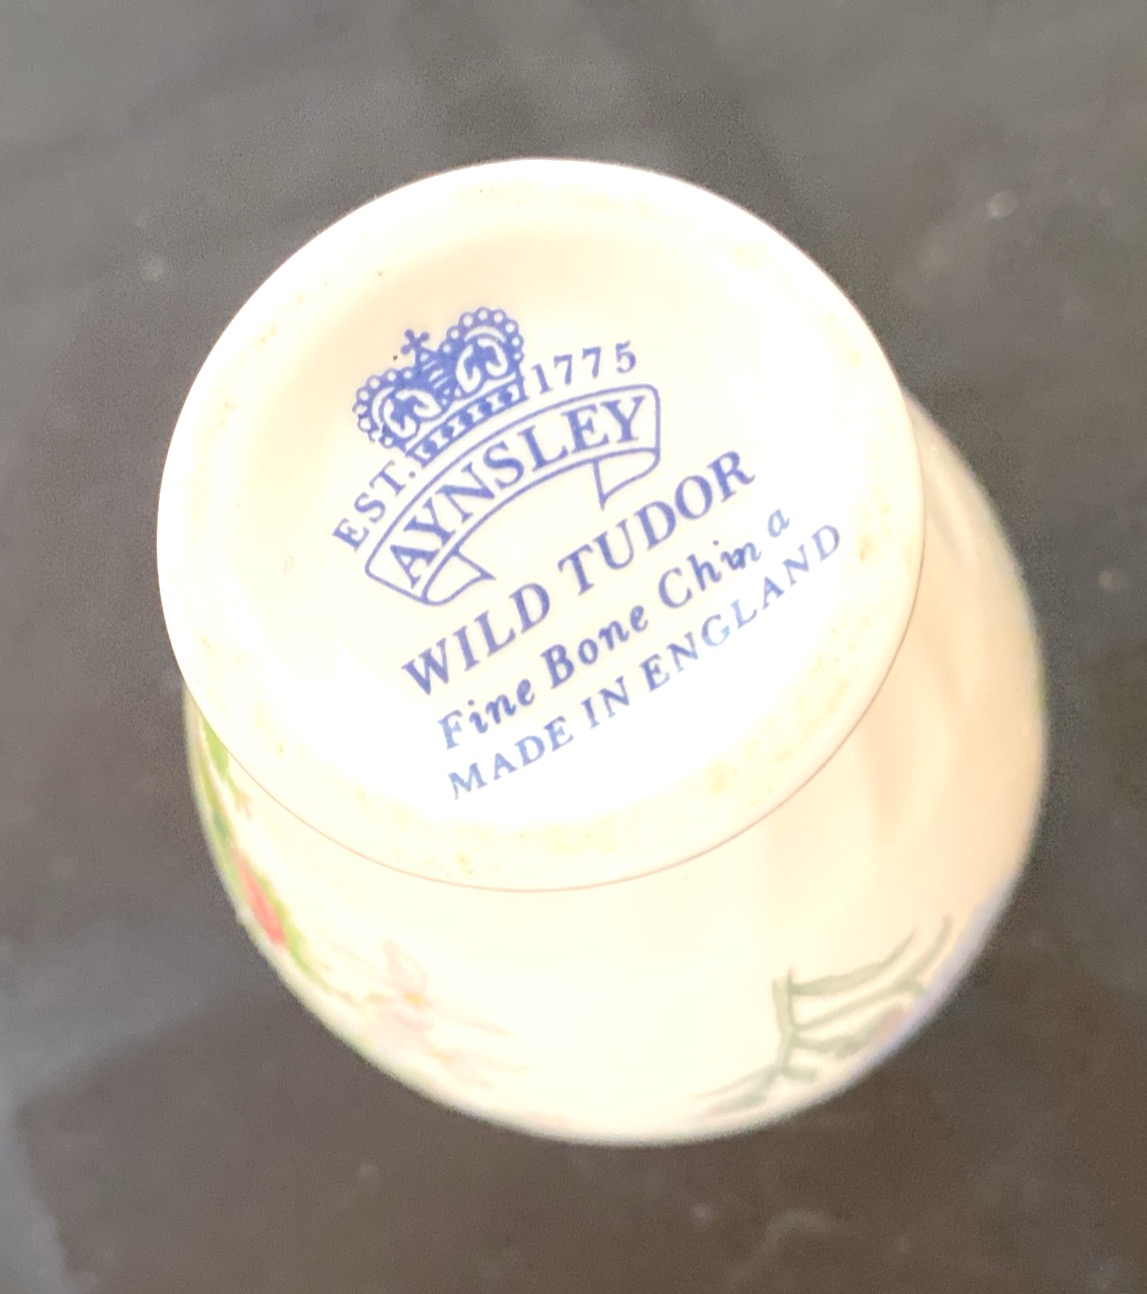 EST. 1775
AYNSLEY
WILD TUDOR
Fine Bone China
MADE IN ENGLAND